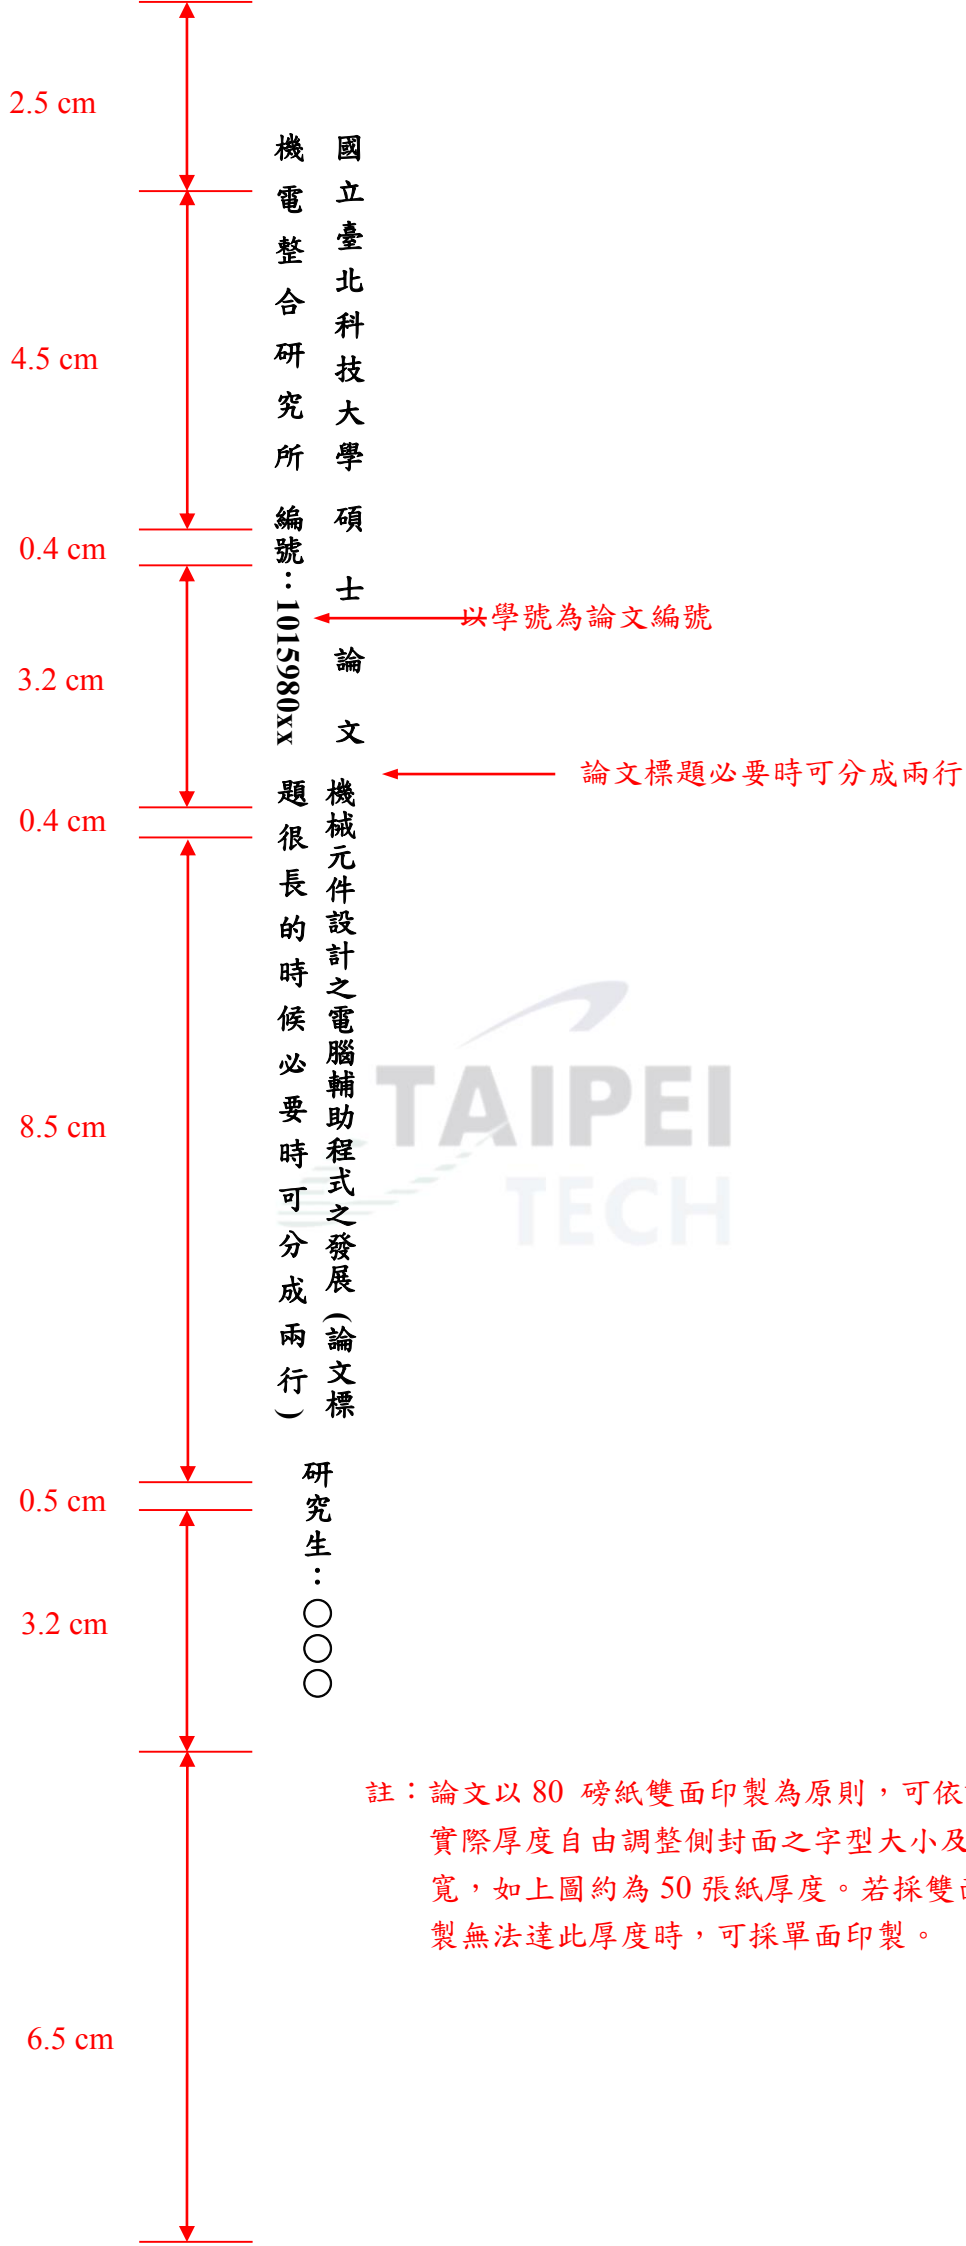 2.5 cm
4.5 cm
0.4 cm
3.2 cm
0.4 cm
8.5 cm
0.5 cm
3.2 cm
6.5 cm
國立臺北科技大學
機電整合研究所
碩士論文
編號：1015980xx
以學號為論文編號
論文標題必要時可分成兩行
機械元件設計之電腦輔助程式之發展(論文標
題很長的時候必要時可分成兩行)
研究生：○○○
TAIPEI
TECH
註：論文以 80 磅紙雙面印製為原則，可依
實際厚度自由調整側封面之字型大小及
寬，如上圖約為 50 張紙厚度。若採雙
製無法達此厚度時，可採單面印製。